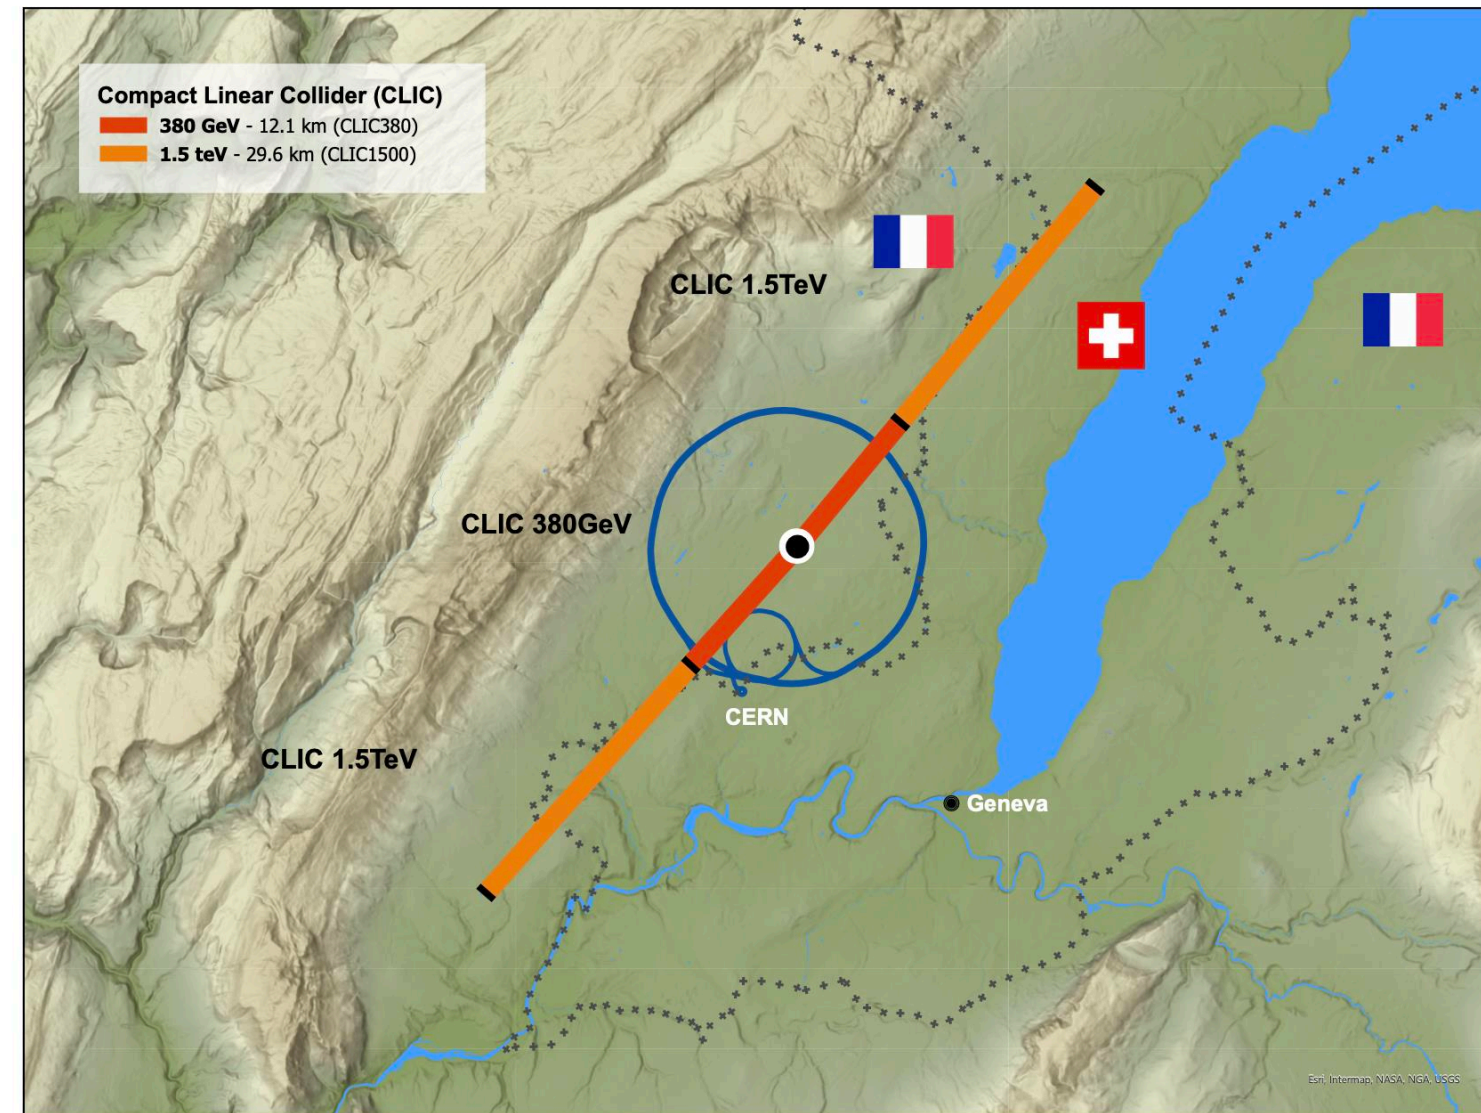 Compact Linear Collider (CLIC)
380 GeV - 12.1 km (CLIC380)
1.5 teV - 29.6 km (CLIC1500)
CLIC 1.5TeV
CLIC 380GeV
CERN
CLIC 1.5TeV
Geneva
Esri, Intermap, NASA, NGA, USGS